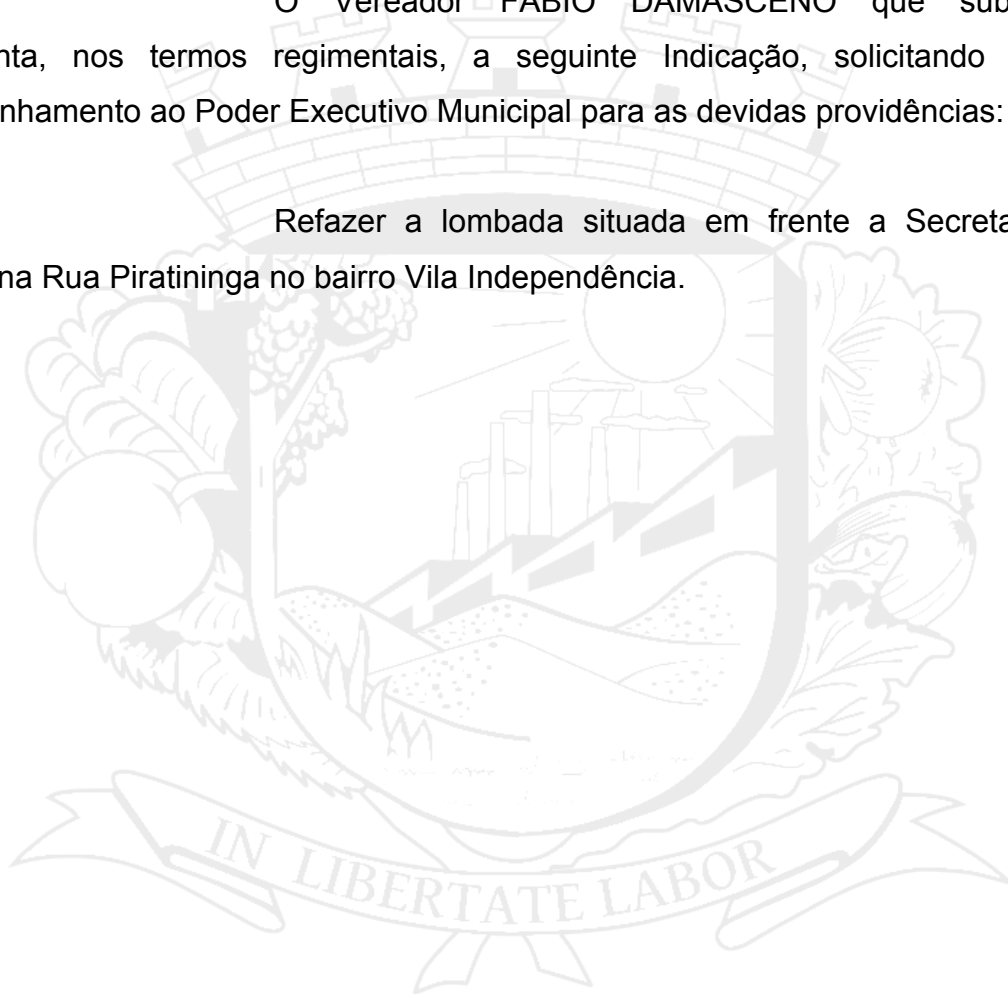 O Vereador FABIO DAMASCENO que sub
nta, nos termos regimentais, a seguinte Indicação, solicitando
nhamento ao Poder Executivo Municipal para as devidas providências:
Refazer a lombada situada em frente a Secreta
na Rua Piratininga no bairro Vila Independência.
IN LIBERTATE LABOR